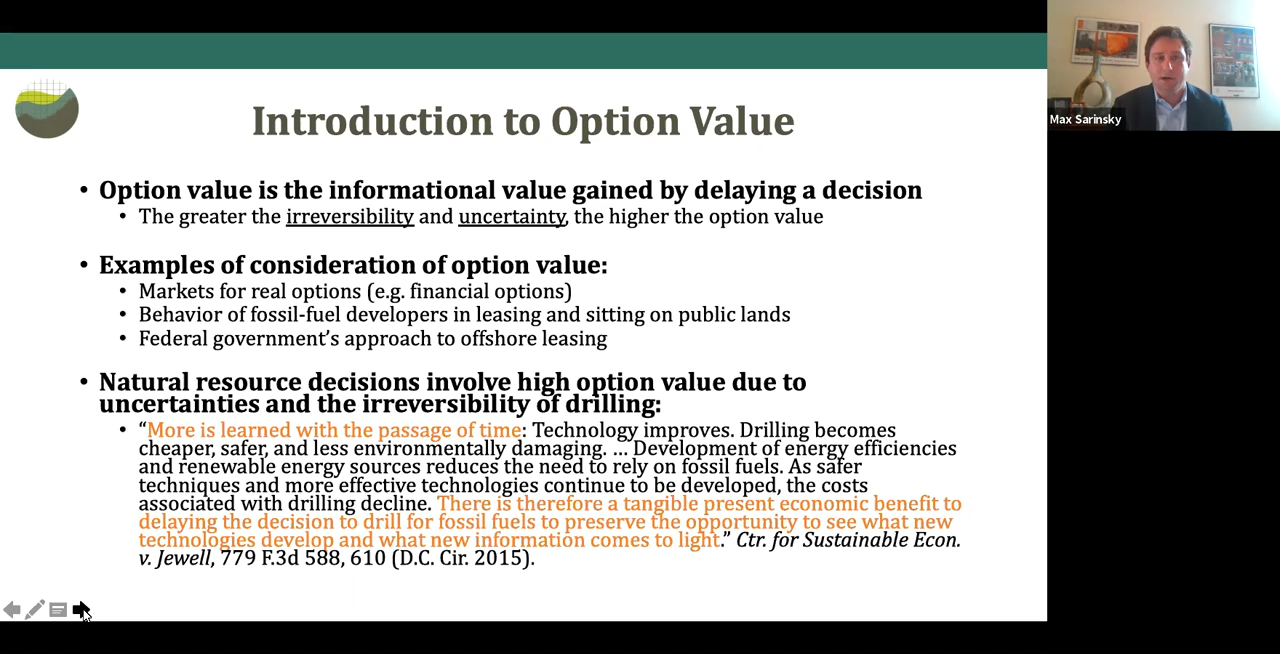 Introduction to Option Value
Max Sarinsky
• Option value is the informational value gained by delaying a decision
• The greater the irreversibility and uncertainty, the higher the option value
• Examples of consideration of option value:
• Markets for real options (e.g. financial options)
• Behavior of fossil-fuel developers in leasing and sitting on public lands
• Federal government’s approach to offshore leasing
• Natural resource decisions involve high option value due to
uncertainties and the irreversibility of drilling:
• “More is learned with the passage of time: Technology improves. Drilling becomes
cheaper, safer, and less environmentally damaging. ... Development of energy efficiencies
and renewable energy sources reduces the need to rely on fossil fuels. As safer
techniques and more effective technologies continue to be developed, the costs
associated with drilling decline. There is therefore a tangible present economic benefit to
delaying the decision to drill for fossil fuels to preserve the opportunity to see what new
technologies develop and what new information comes to light.” Ctr. for Sustainable Econ.
v. Jewell, 779 F.3d 588, 610 (D.C. Cir. 2015).